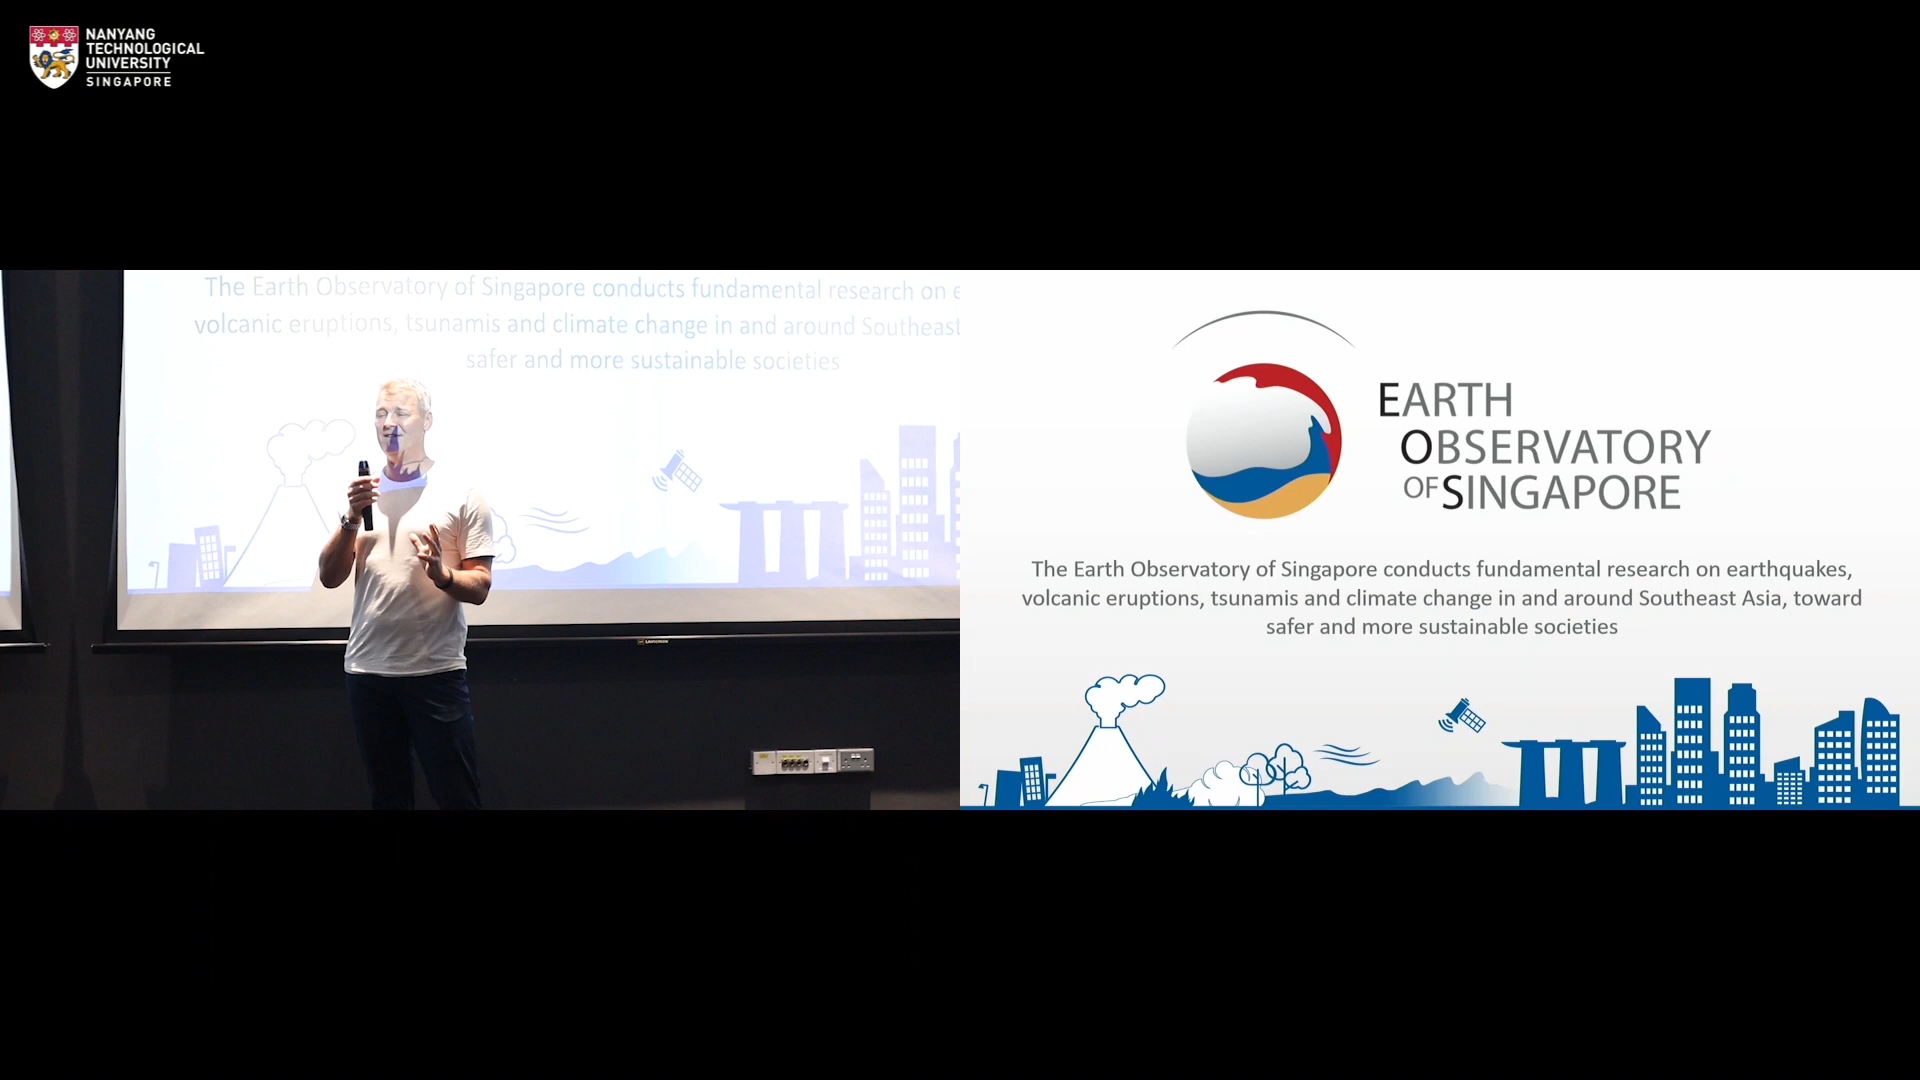 NANYANG
TECHNOLOGICAL
UNIVERSITY
SINGAPORE
The Earth Observatory of Singapore conducts fundamental research on
volcanic eruptions, tsunamis and climate change in and around Southeast
safer and more sustainable societies
EARTH
OBSERVATORY
OF SINGAPORE
The Earth Observatory of Singapore conducts fundamental research on earthquakes,
volcanic eruptions, tsunamis and climate change in and around Southeast Asia, toward
safer and more sustainable societies